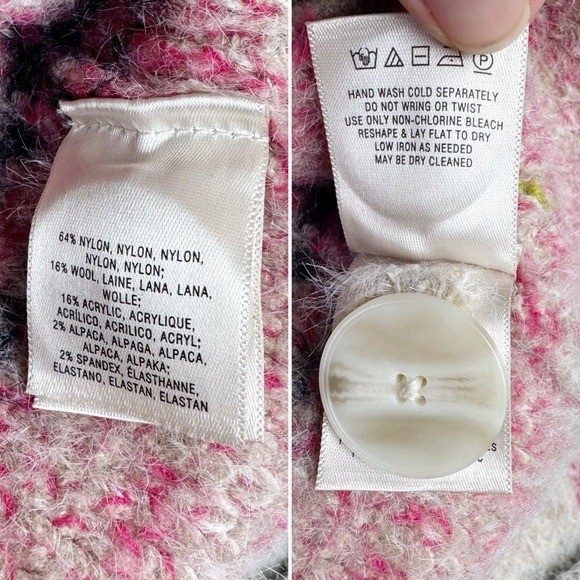 64% NYLON, NYLON, NYLON,
NYLON, NYLON;
16% WOOL, LAINE, LANA, LANA,
WOLLE;
16% ACRYLIC, ACRYLIQUE,
ACRÍLICO, ACRILICO, ACRYL;
2% ALPACA, ALPAGA, ALPACA,
ALPACA, ALPAKA;
2% SPANDEX, ÉLASTHANNE,
ELASTANO, ELASTAN, ELASTAN
P
HAND WASH COLD SEPARATELY
DO NOT WRING OR TWIST
USE ONLY NON-CHLORINE BLEACH
RESHAPE & LAY FLAT TO DRY
LOW IRON AS NEEDED
MAY BE DRY CLEANED